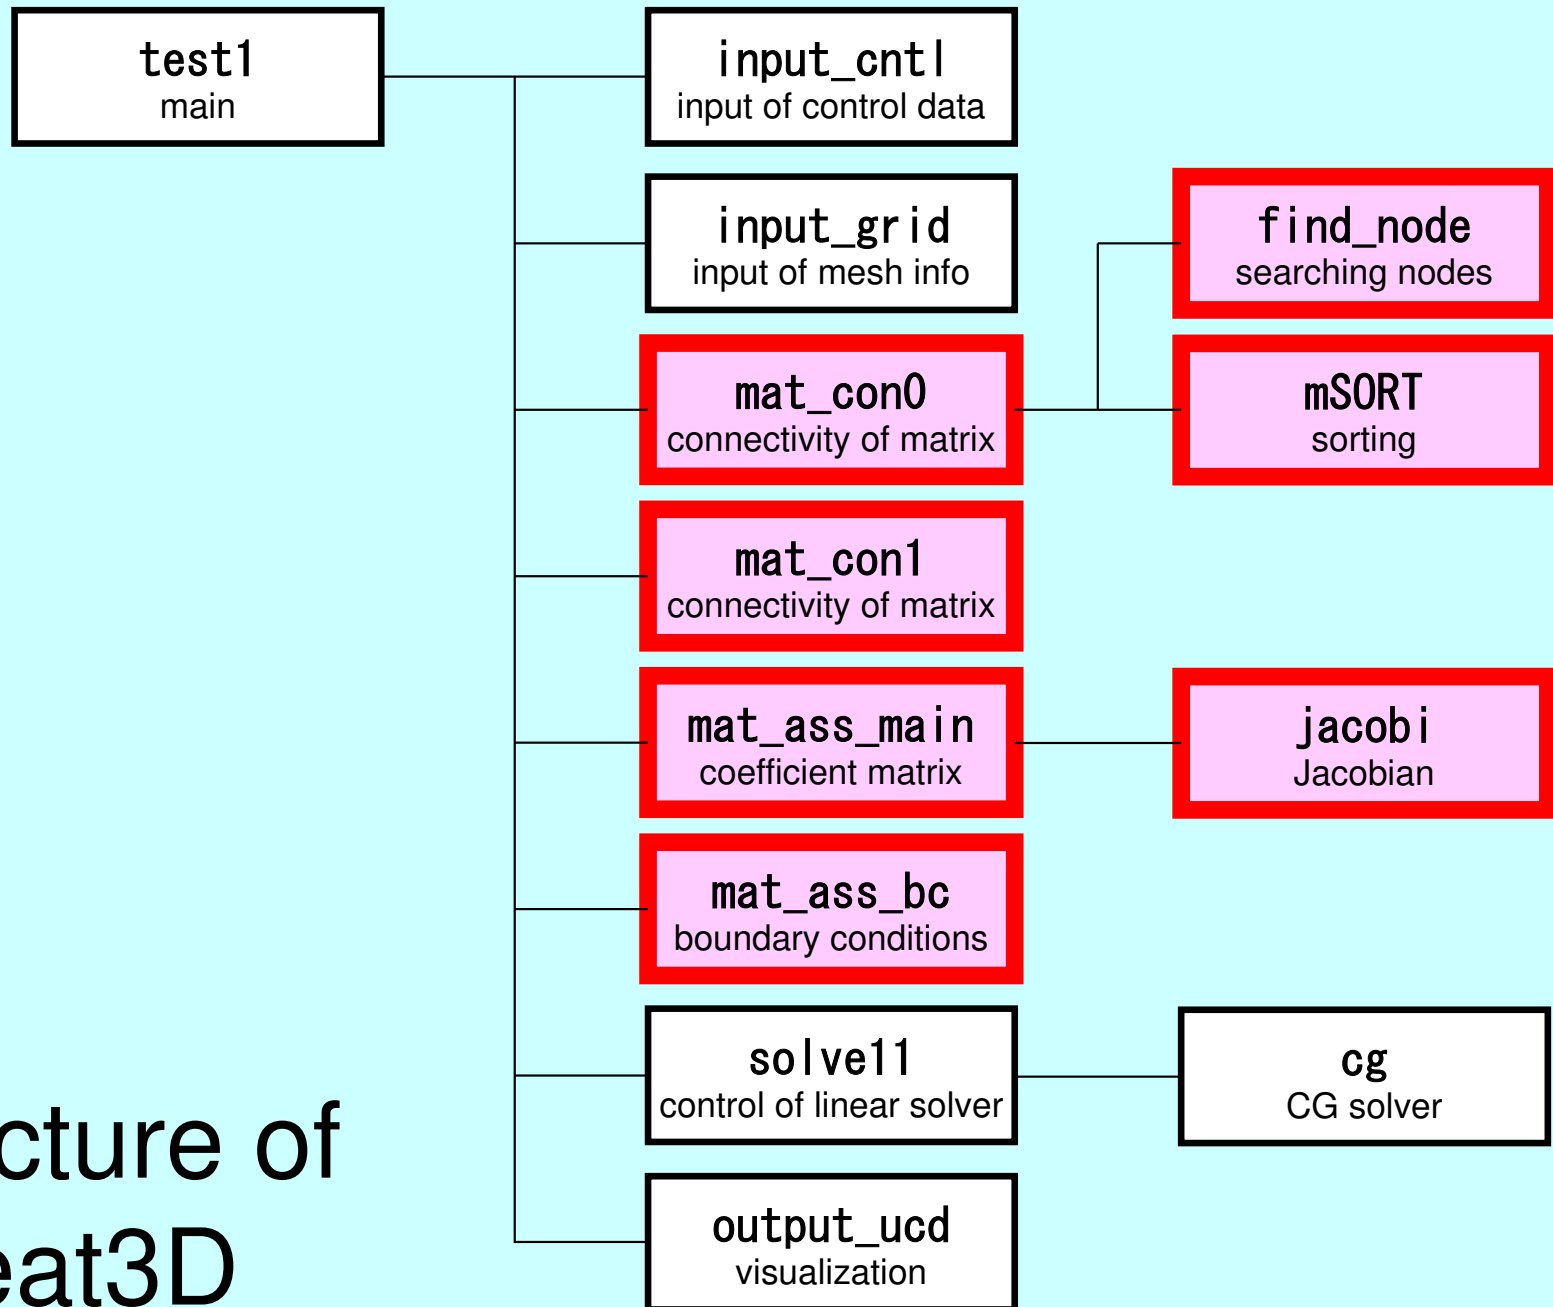 test1
main
input_cntl
input of control data
input_grid
input of mesh info
find_node
searching nodes
mat_con0
connectivity of matrix
mSORT
sorting
mat_con1
connectivity of matrix
mat_ass_main
coefficient matrix
jacobi
Jacobian
mat_ass_bc
boundary conditions
solve11
control of linear solver
cg
CG solver
output_ucd
visualization
cture of
eat3D